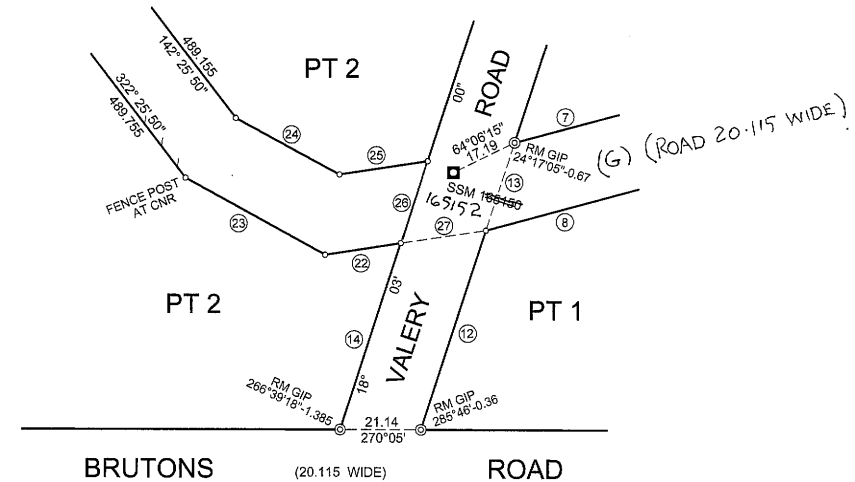 489.155
142° 25' 50"
PT 2
ROAD
00"
322° 25' 50"
489.755
24
25
64°06'15"
17.19
7
RM GIP
24°17'05"-0.67
(G) (ROAD 20.115 WIDE)
13
SSM 165150
165152
FENCE POST
AT CNR
23
26
27
8
22
03'
PT 2
VALERY
PT 1
14
12
18°
RM GIP
266°39'18"-1.385
RM GIP
285°46'-0.36
21.14
270°05'
BRUTONS
(20.115 WIDE)
ROAD